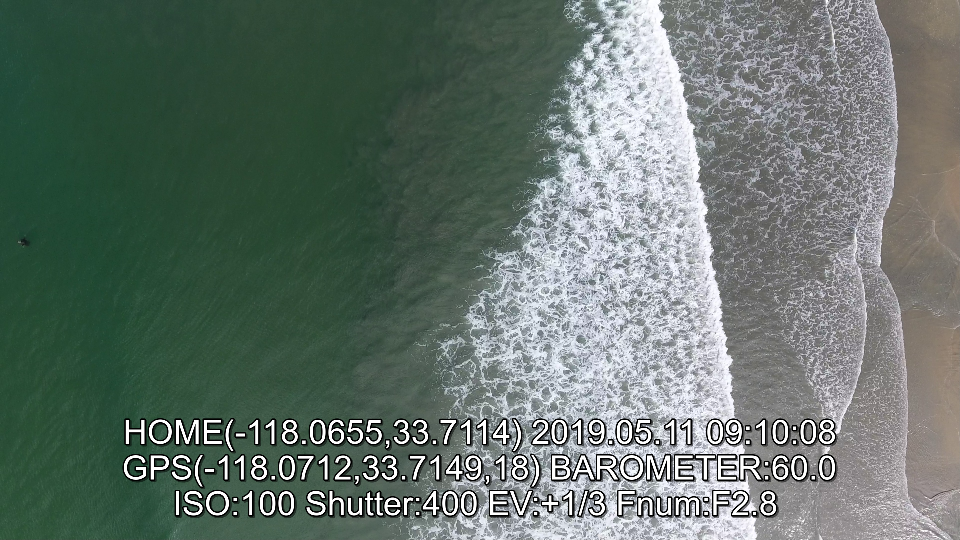 HOME(-118.0655,33.7114) 2019.05.11 09:10:08
GPS(-118.0712,33.7149,18) BAROMETER:60.0
ISO:100 Shutter:400 EV:+1/3 Fnum:F2.8